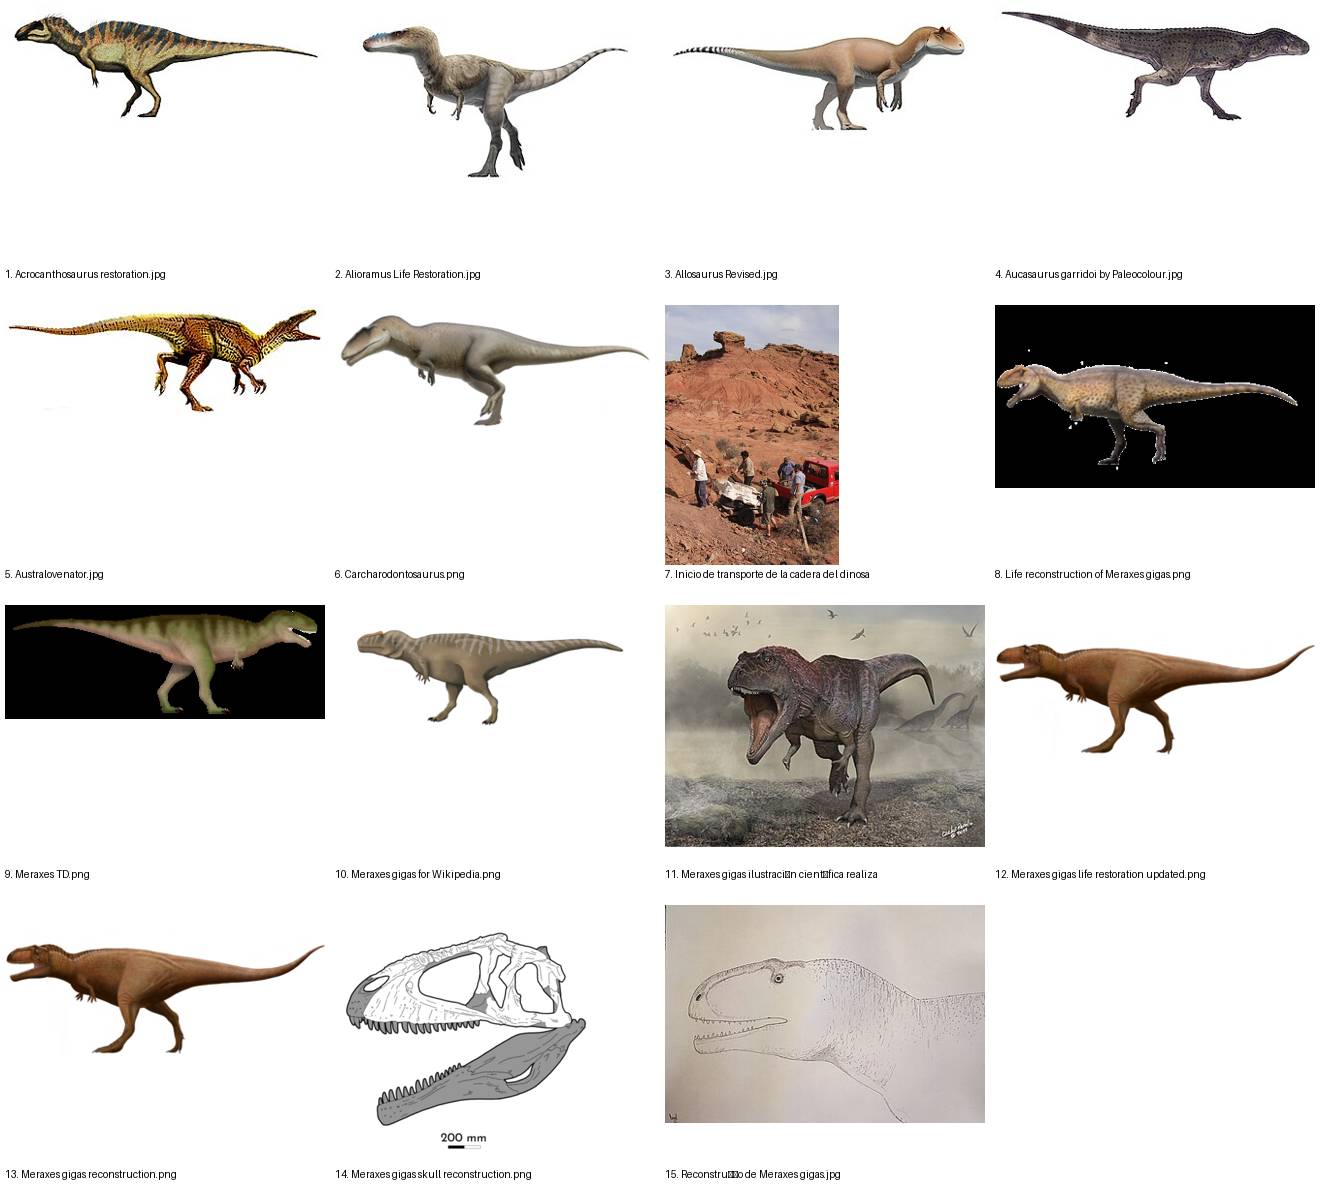 1. Acrocanthosaurus restoration.jpg
2. Alioramus Life Restoration.jpg
3. Allosaurus Revised.jpg
4. Aucasaurus garridoi by Paleocolour.jpg
5. Australovenator.jpg
6. Carcharodontosaurus.png
7. Inicio de transporte de la cadera del dinosa
8. Life reconstruction of Meraxes gigas.png
9. Meraxes TD.png
10. Meraxes gigas for Wikipedia.png
11. Meraxes gigas ilustraci□n cient□fica realiza
12. Meraxes gigas life restoration updated.png
200 mm
13. Meraxes gigas reconstruction.png
14. Meraxes gigas skull reconstruction.png
15. Reconstru□□o de Meraxes gigas.jpg